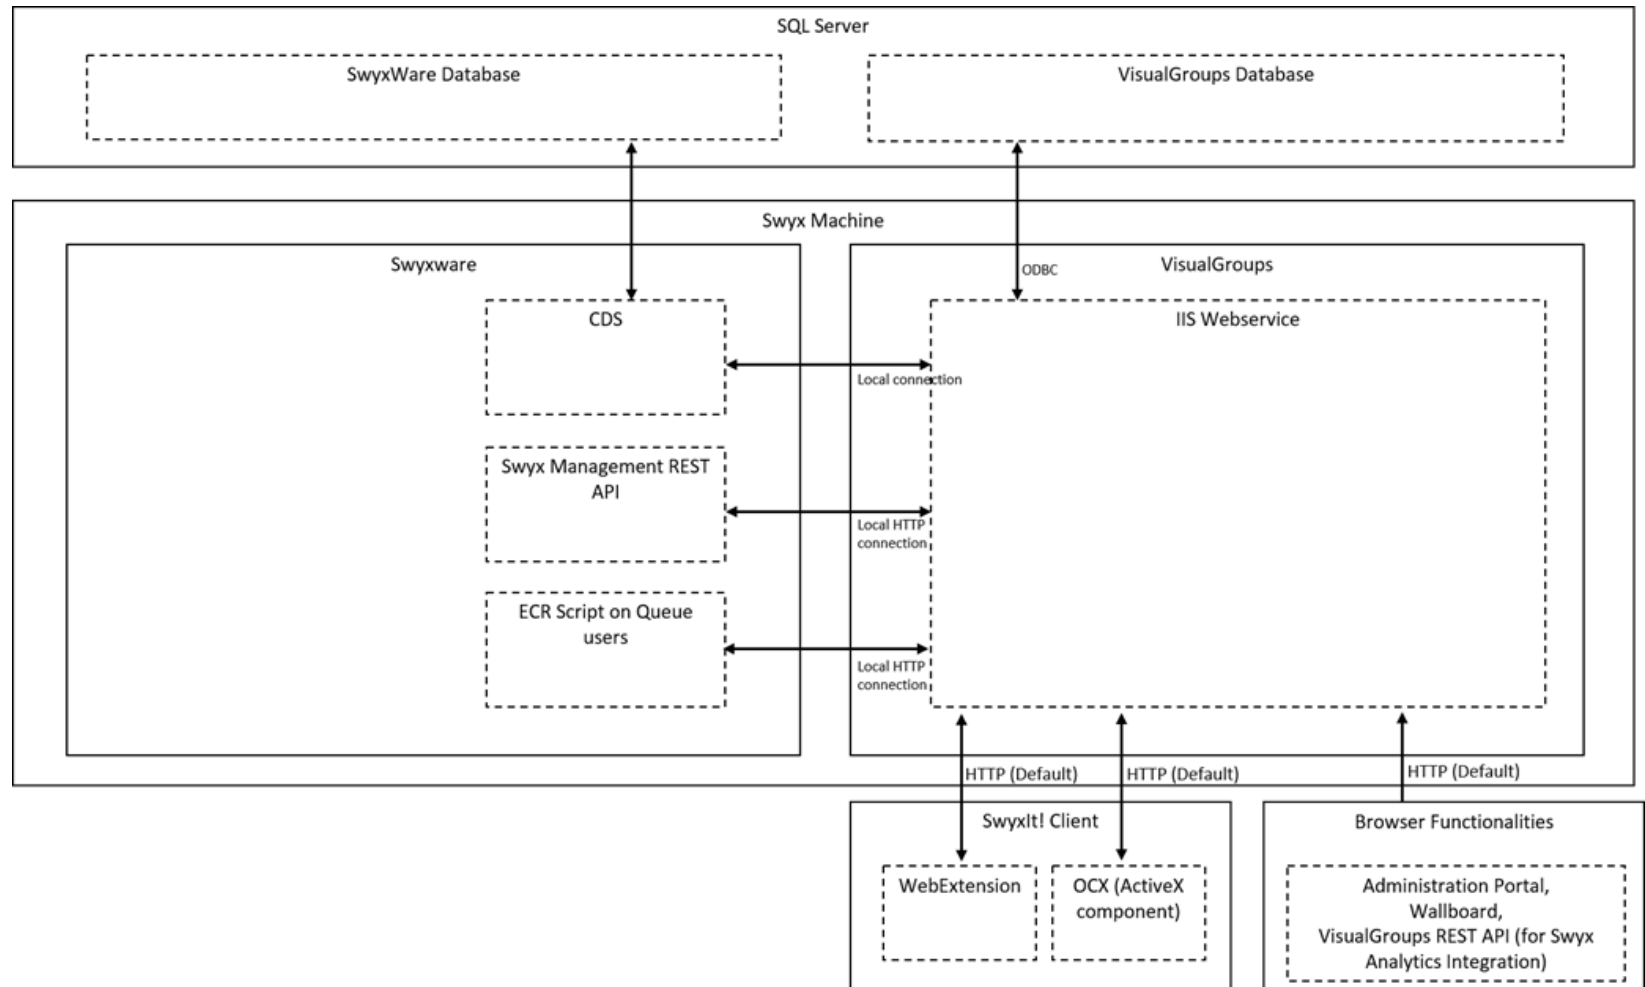 SQL Server
SwyxWare Database
VisualGroups Database
Swyx Machine
Swyxware
VisualGroups
ODBC
CDS
IIS Webservice
Local connection
Swyx Management REST
API
Local HTTP
connection
ECR Script on Queue
users
Local HTTP
connection
HTTP (Default)
HTTP (Default)
HTTP (Default)
SwyxIt! Client
WebExtension
OCX (ActiveX
component)
Browser Functionalities
Administration Portal,
Wallboard,
VisualGroups REST API (for Swyx
Analytics Integration)